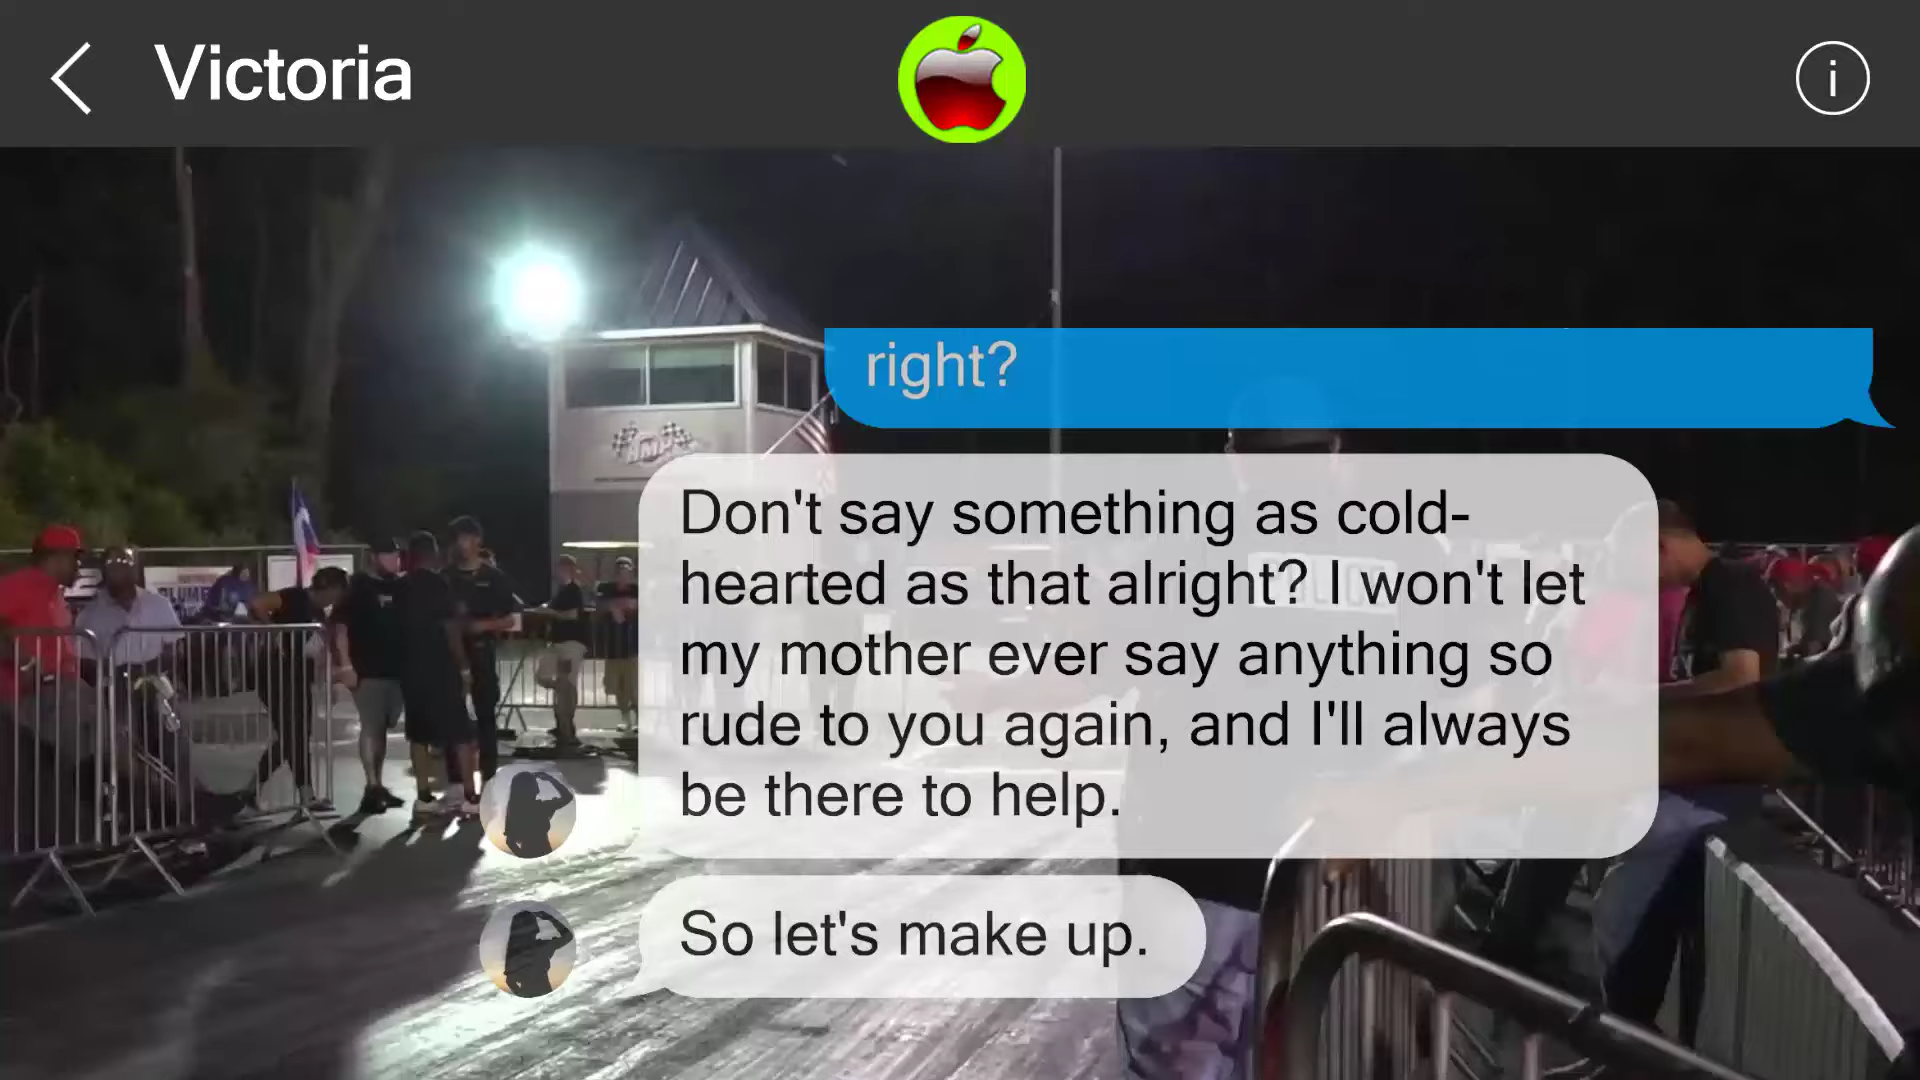 Victoria
right?
Don't say something as cold-
hearted as that alright? I won't let
my mother ever say anything so
rude to you again, and I'll always
be there to help.
So let's make up.